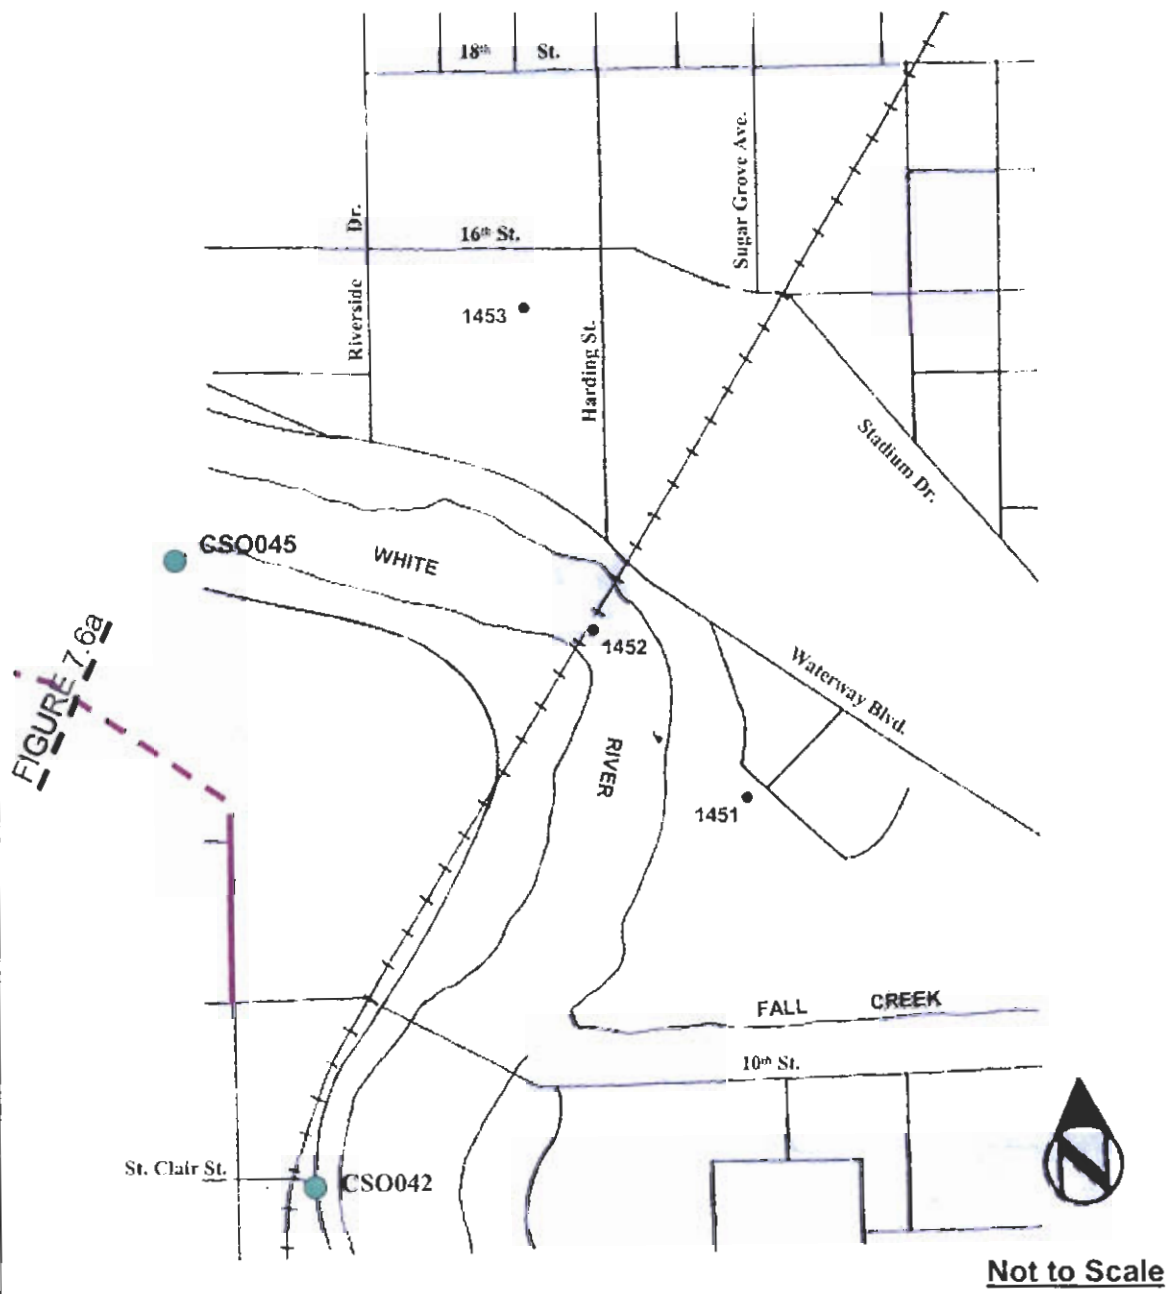 18th St.
Sugar Grove Ave.
Riverside Dr.
16th St.
1453
Harding St.
Stadium Dr.
CSO045
WHITE
FIGURE 7.6a
1452
Waterway Blvd.
RIVER
1451
FALL CREEK
10th St.
St. Clair St.
CSO042
N
Not to Scale